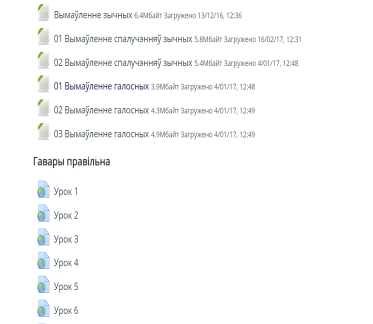 Вымаўленне зычных 6.4Мбайт Загружено 13/12/16, 12:36
01 Вымаўленне спалучэнняў зычных 5.8Мбайт Загружено 16/02/17, 12:31
02 Вымаўленне спалучэнняў зычных 5.4Мбайт Загружено 4/01/17, 12:48
01 Вымаўленне галосных 3.9Мбайт Загружено 4/01/17, 12:48
02 Вымаўленне галосных 4.3Мбайт Загружено 4/01/17, 12:49
03 Вымаўленне галосных 4.9Мбайт Загружено 4/01/17, 12:49
Гавары правільна
Урок 1
Урок 2
Урок 3
Урок 4
Урок 5
Урок 6